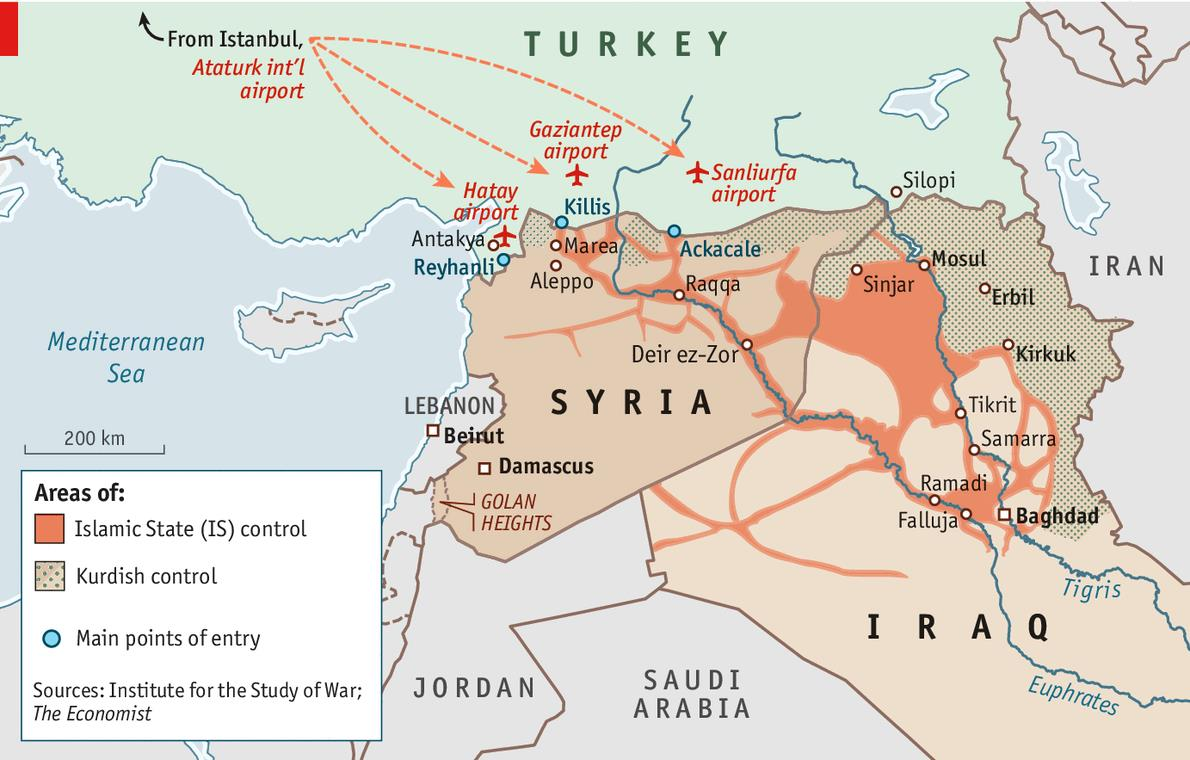 TURKEY
From Istanbul,
Ataturk int'l
airport
Gaziantep
airport
Sanliurfa
airport
Hatay
airport
Silopi
Killis
Antakya
Marea
Ackacale
Reyhanli
Aleppo
Raqqa
Sinjar
Mosul
IRAN
Erbil
Mediterranean
Sea
Deir ez-Zor
Kirkuk
SYRIA
LEBANON
Beirut
Tikrit
Samarra
200 km
Damascus
Ramadi
GOLAN
HEIGHTS
Falluja
Baghdad
Areas of:
Islamic State (IS) control
Kurdish control
Main points of entry
Sources: Institute for the Study of War;
The Economist
Tigris
IRAQ
JORDAN
SAUDI
ARABIA
Euphrates